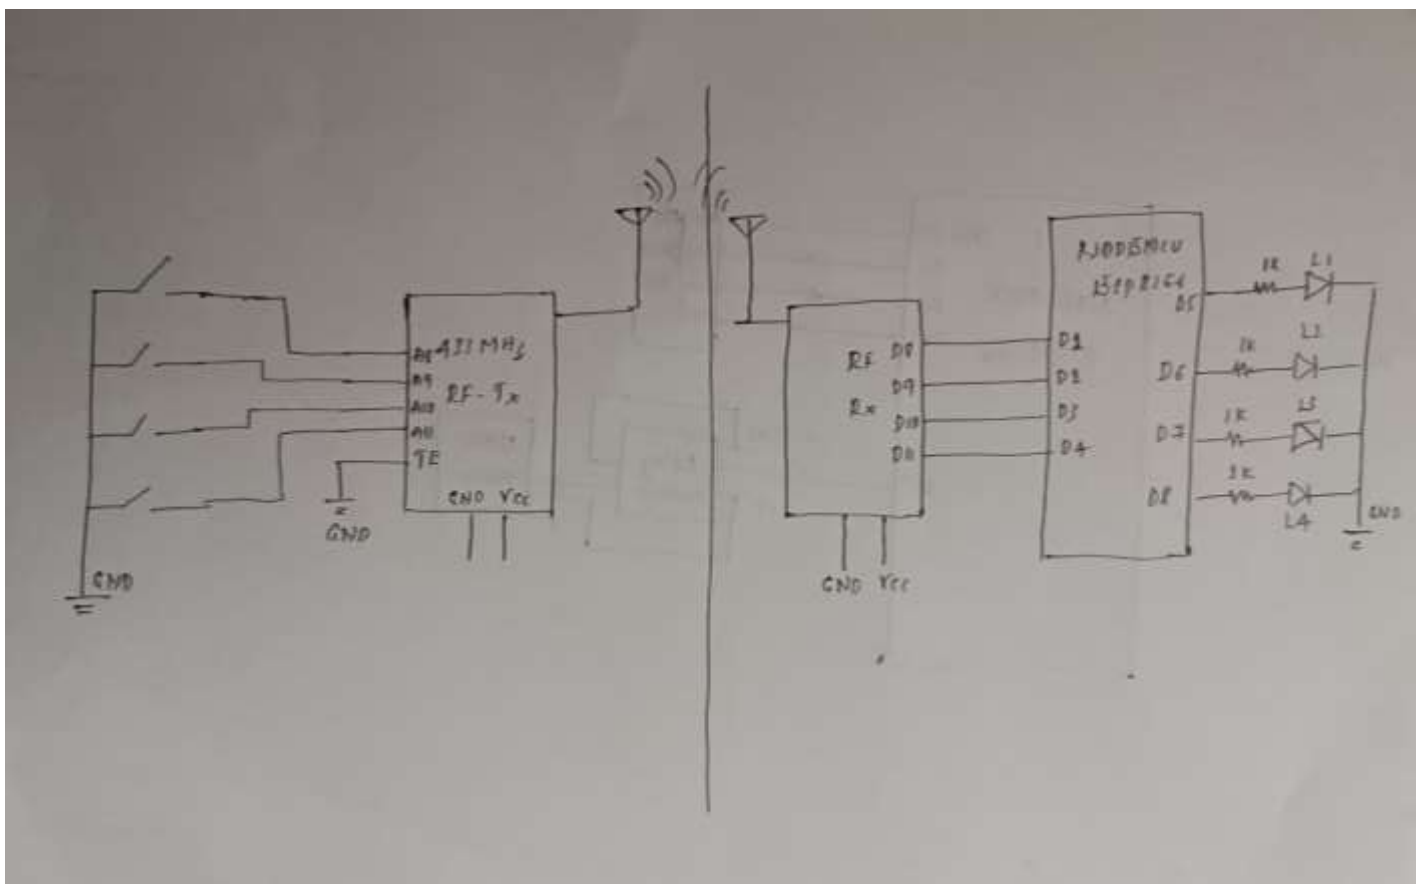 433 MHz
RF-Tx
A8
A9
A10
A11
TE
GND
GND
GND Vcc
RF
Rx
D8
D9
D10
D11
GND Vcc
NODEMCU
ESP8266
D1
D2
D3
D4
D5
D6
D7
D8
1K
L1
1K
L2
1K
L3
1K
L4
GND